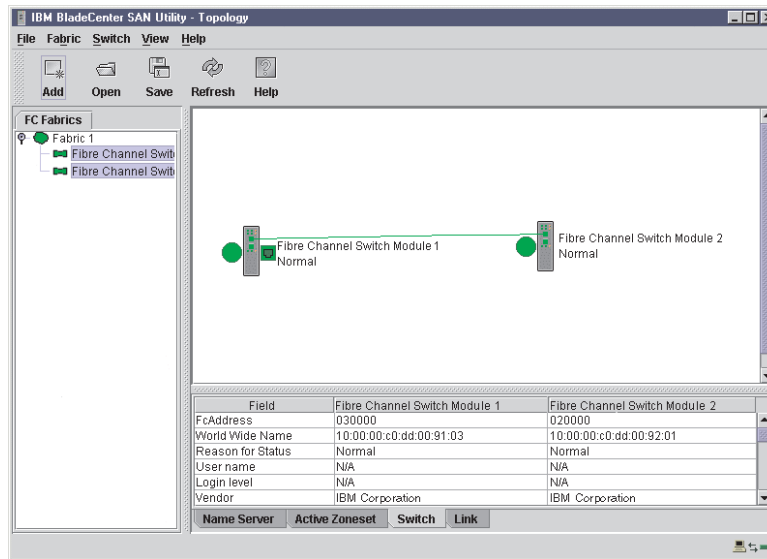 IBM BladeCenter SAN Utility - Topology
File Fabric Switch View Help
Add Open Save Refresh Help
FC Fabrics
Fabric 1
Fibre Channel Swit
Fibre Channel Swit
Fibre Channel Switch Module 1
Normal
Fibre Channel Switch Module 2
Normal
Field Fibre Channel Switch Module 1 Fibre Channel Switch Module 2
FcAddress 030000 020000
World Wide Name 10:00:00:c0:dd:00:91:03 10:00:00:c0:dd:00:92:01
Reason for Status Normal Normal
User name N/A N/A
Login level N/A N/A
Vendor IBM Corporation IBM Corporation
Name Server Active Zoneset Switch Link